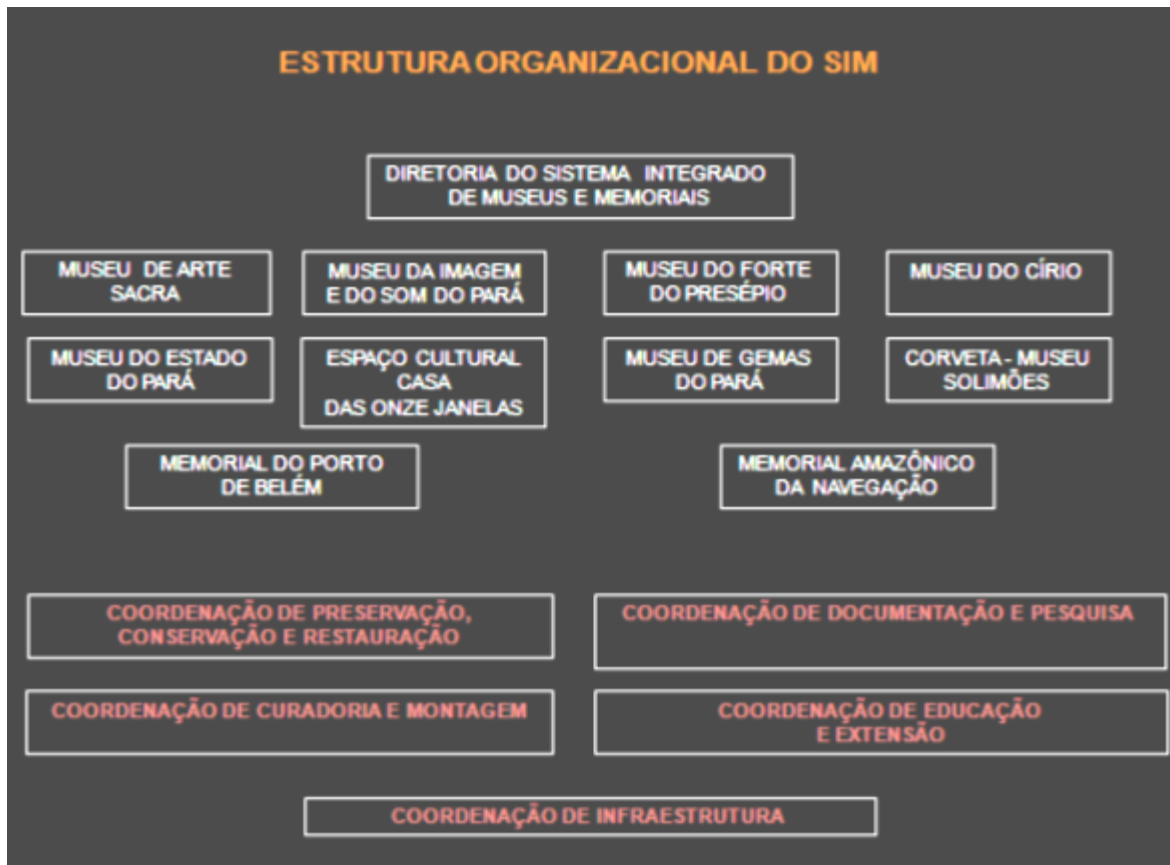 ESTRUTURA ORGANIZACIONAL DO SIM
DIRETORIA DO SISTEMA INTEGRADO
DE MUSEUS E MEMORIAIS
MUSEU DE ARTE
SACRA
MUSEU DA IMAGEM
E DO SOM DO PARÁ
MUSEU DO FORTE
DO PRESÉPIO
MUSEU DO CÍRIO
MUSEU DO ESTADO
DO PARÁ
ESPAÇO CULTURAL
CASA
DAS ONZE JANELAS
MUSEU DE GEMAS
DO PARÁ
CORVETA - MUSEU
SOLIMÕES
MEMORIAL DO PORTO
DE BELÉM
MEMORIAL AMAZÔNICO
DA NAVEGAÇÃO
COORDENAÇÃO DE PRESERVAÇÃO,
CONSERVAÇÃO E RESTAURAÇÃO
COORDENAÇÃO DE DOCUMENTAÇÃO E PESQUISA
COORDENAÇÃO DE CURADORIA E MONTAGEM
COORDENAÇÃO DE EDUCAÇÃO
E EXTENSÃO
COORDENAÇÃO DE INFRAESTRUTURA